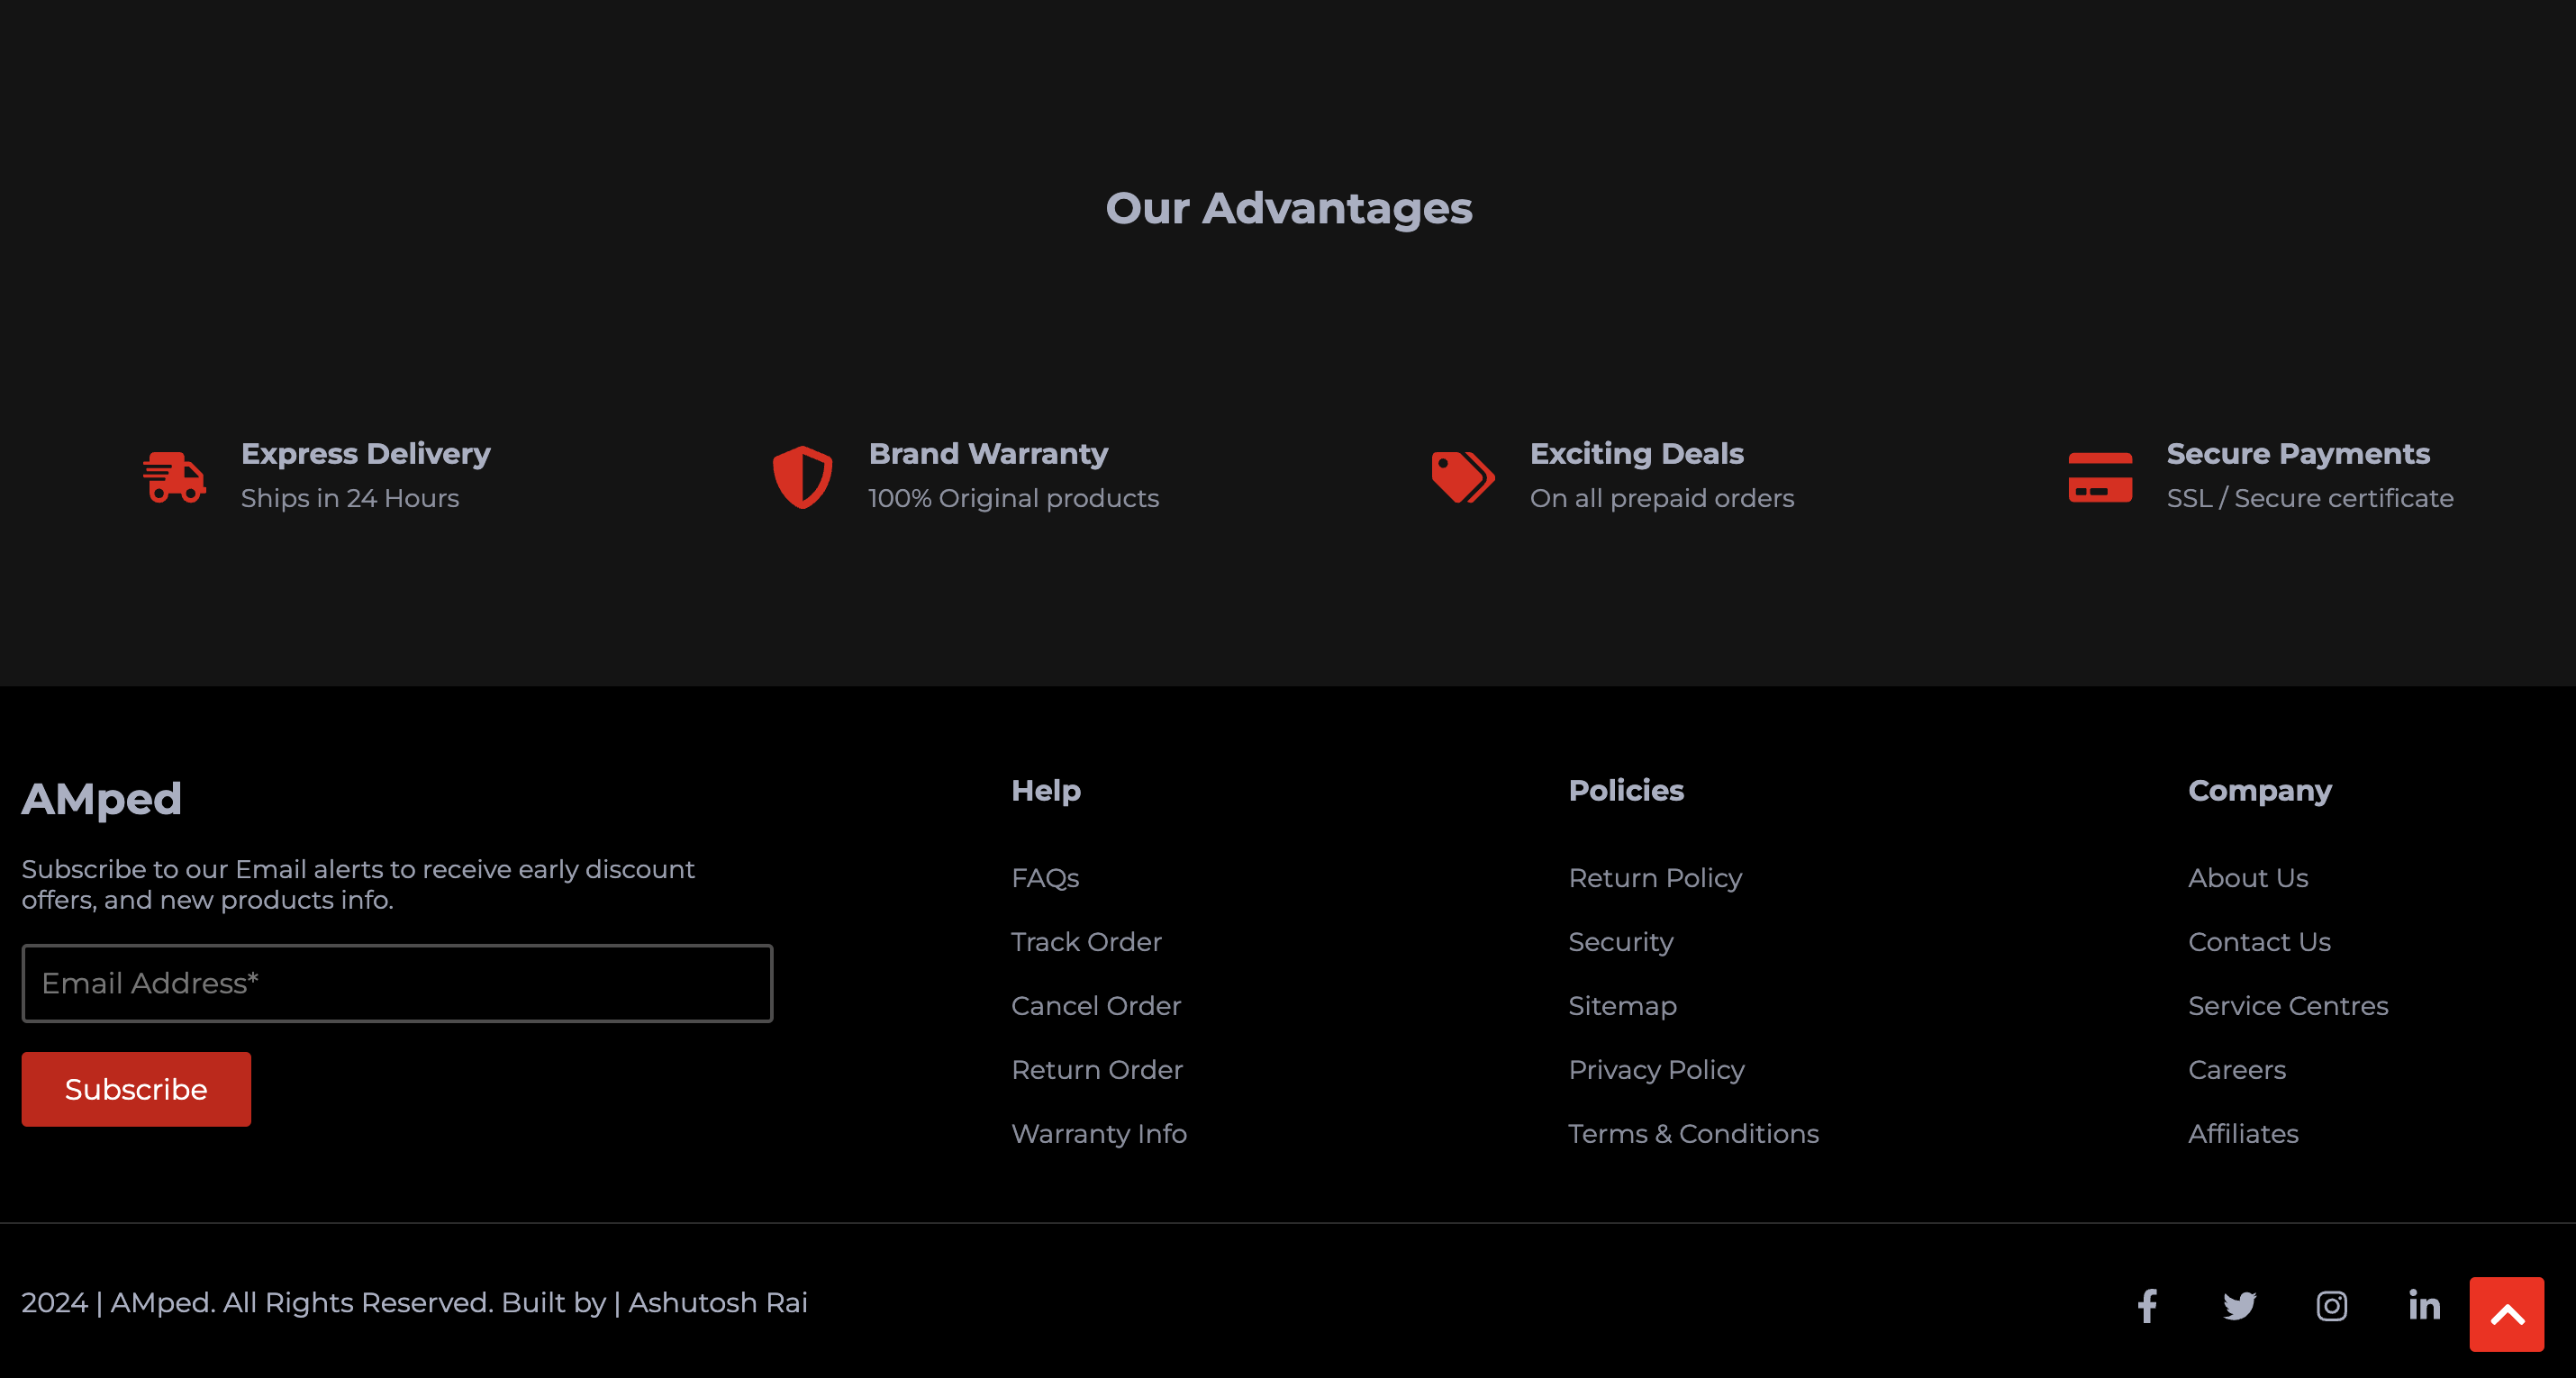 Our Advantages
Express Delivery
Ships in 24 Hours
Brand Warranty
100% Original products
Exciting Deals
On all prepaid orders
Secure Payments
SSL / Secure certificate
AMped
Subscribe to our Email alerts to receive early discount
offers, and new products info.
Email Address*
Subscribe
Help
FAQs
Track Order
Cancel Order
Return Order
Warranty Info
Policies
Return Policy
Security
Sitemap
Privacy Policy
Terms & Conditions
Company
About Us
Contact Us
Service Centres
Careers
Affiliates
2024 | AMped. All Rights Reserved. Built by | Ashutosh Rai